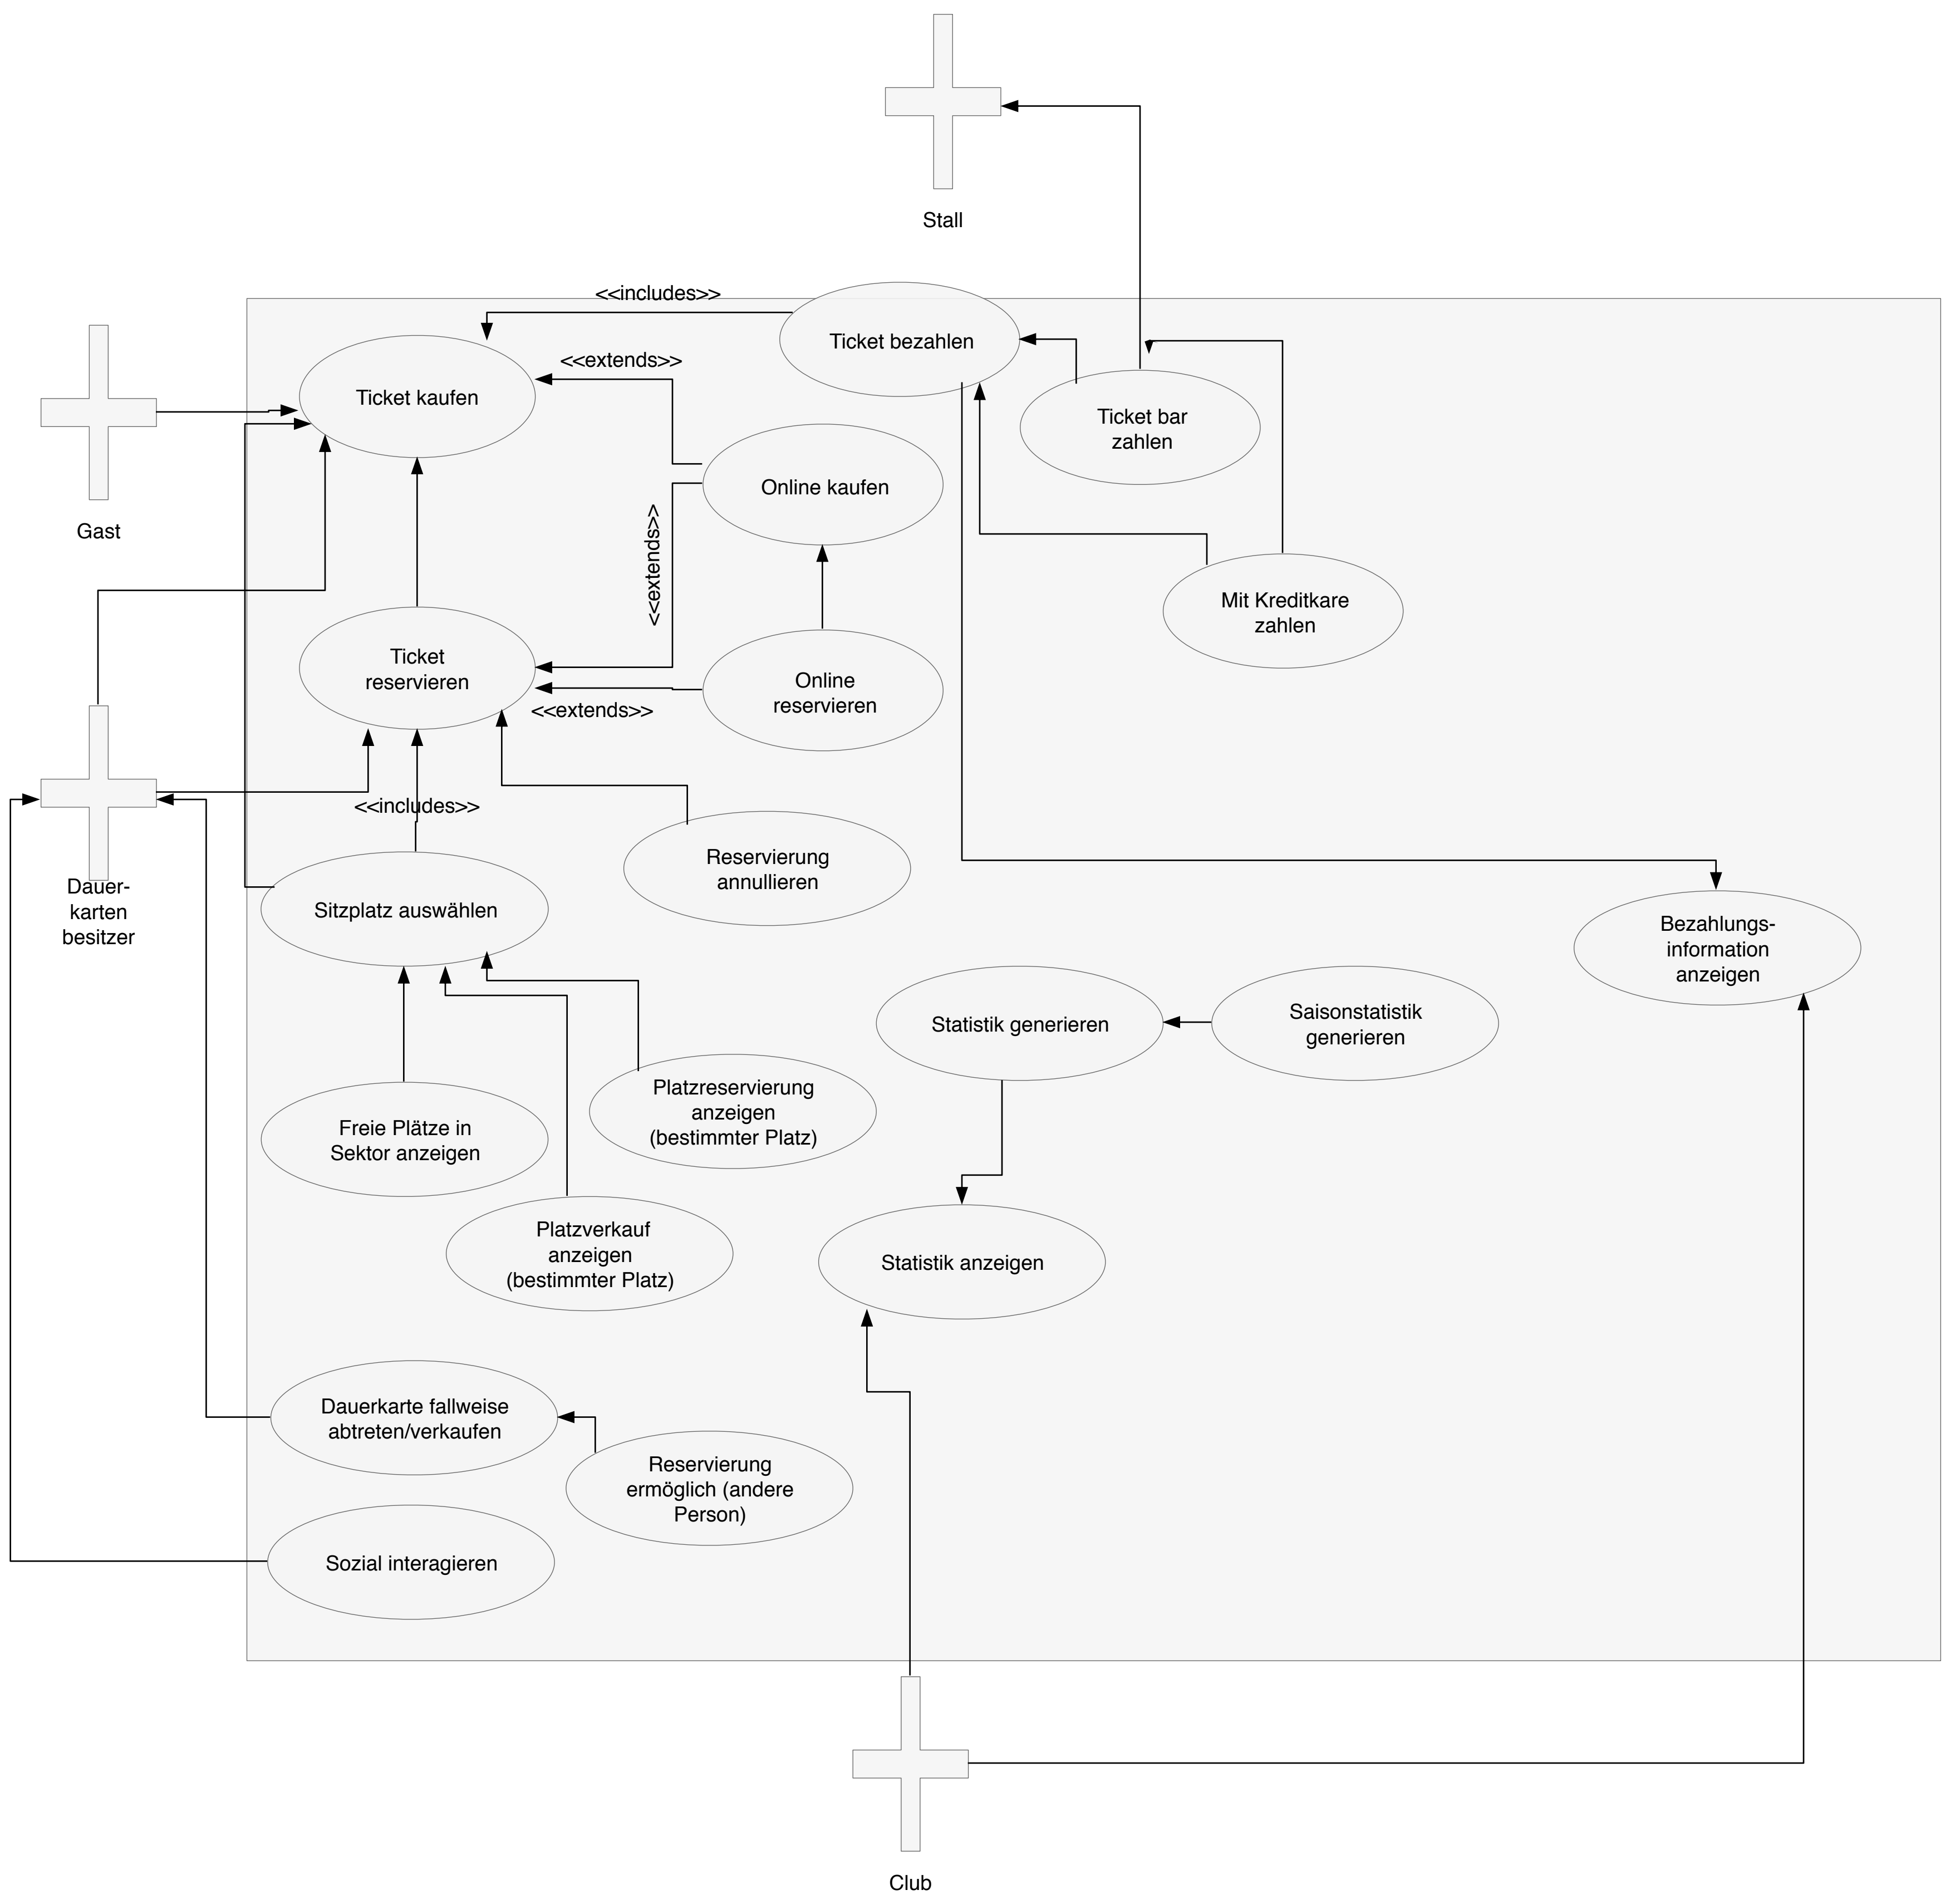 Stall
<<includes>>
Ticket bezahlen
<<extends>>
Ticket kaufen
Ticket bar
zahlen
Gast
Online kaufen
<<extends>>
Mit Kreditkare
zahlen
Ticket
reservieren
Online
reservieren
<<extends>>
<<includes>>
Dauer-
karten
besitzer
Reservierung
annullieren
Sitzplatz auswählen
Bezahlungs-
information
anzeigen
Statistik generieren
Saisonstatistik
generieren
Platzreservierung
anzeigen
(bestimmter Platz)
Freie Plätze in
Sektor anzeigen
Platzverkauf
anzeigen
(bestimmter Platz)
Statistik anzeigen
Dauerkarte fallweise
abtreten/verkaufen
Reservierung
ermöglich (andere
Person)
Sozial interagieren
Club